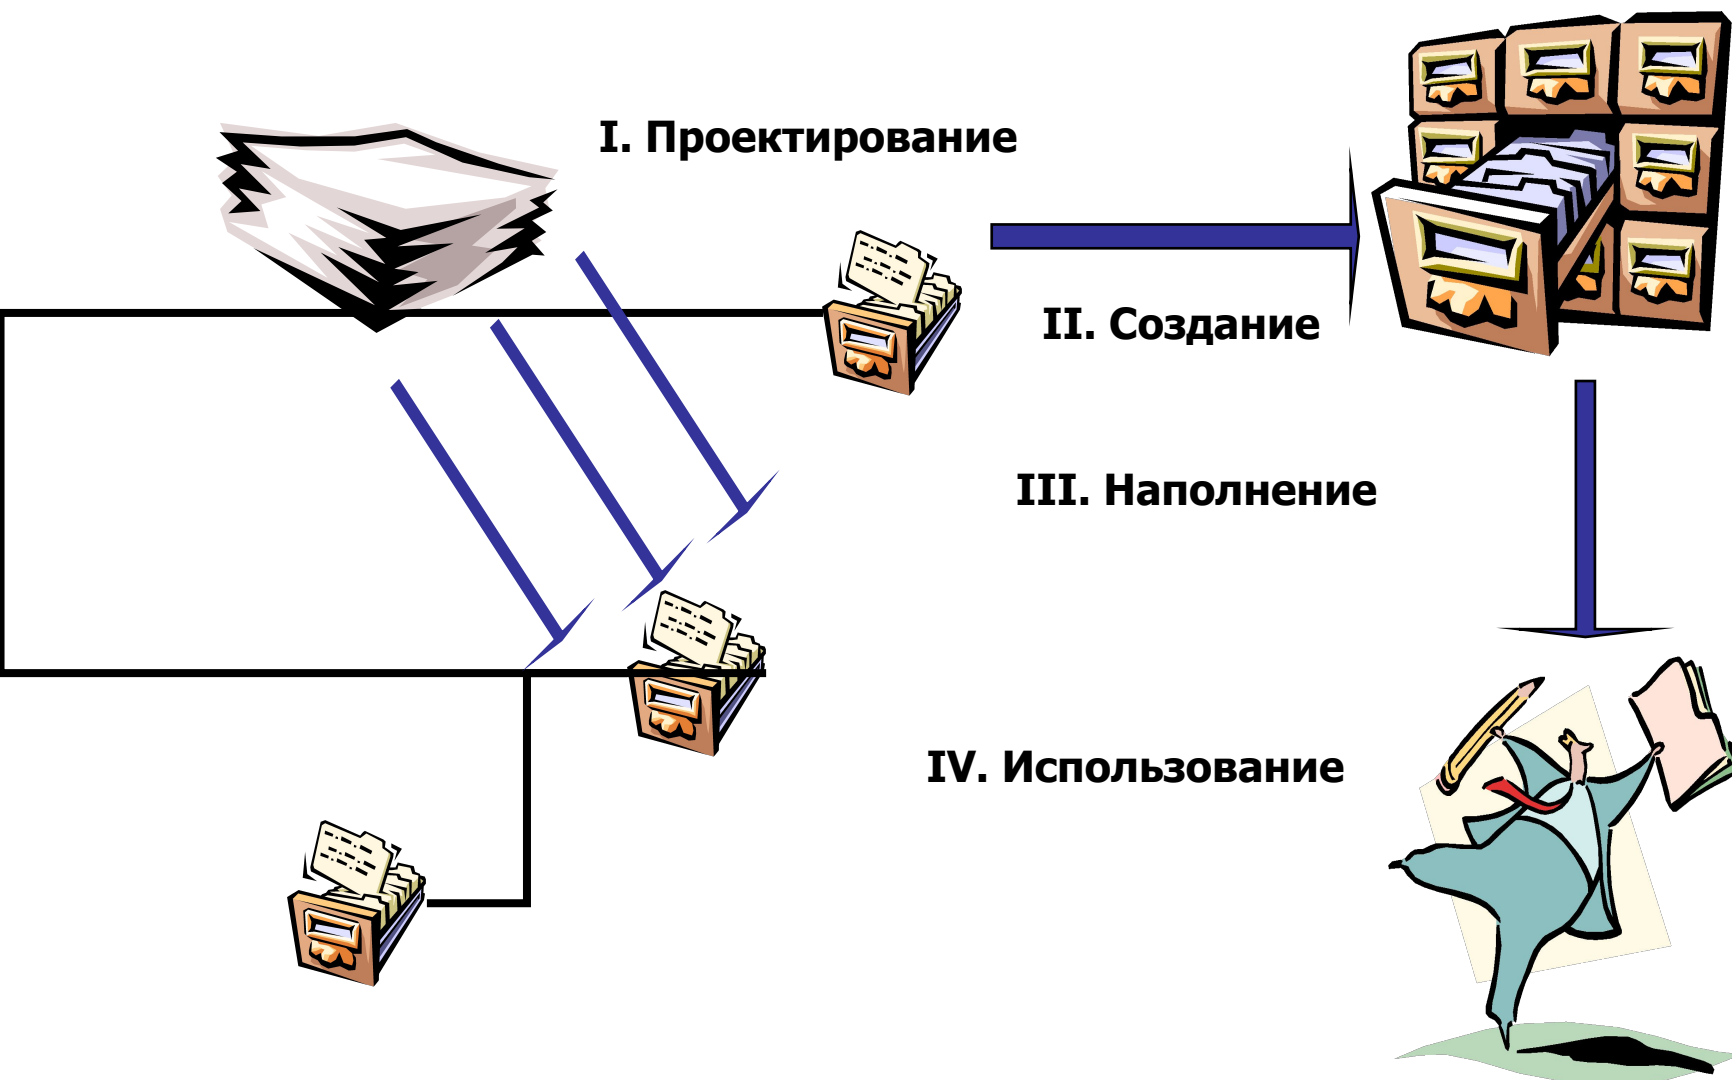 I. Проектирование
II. Создание
III. Наполнение
IV. Использование